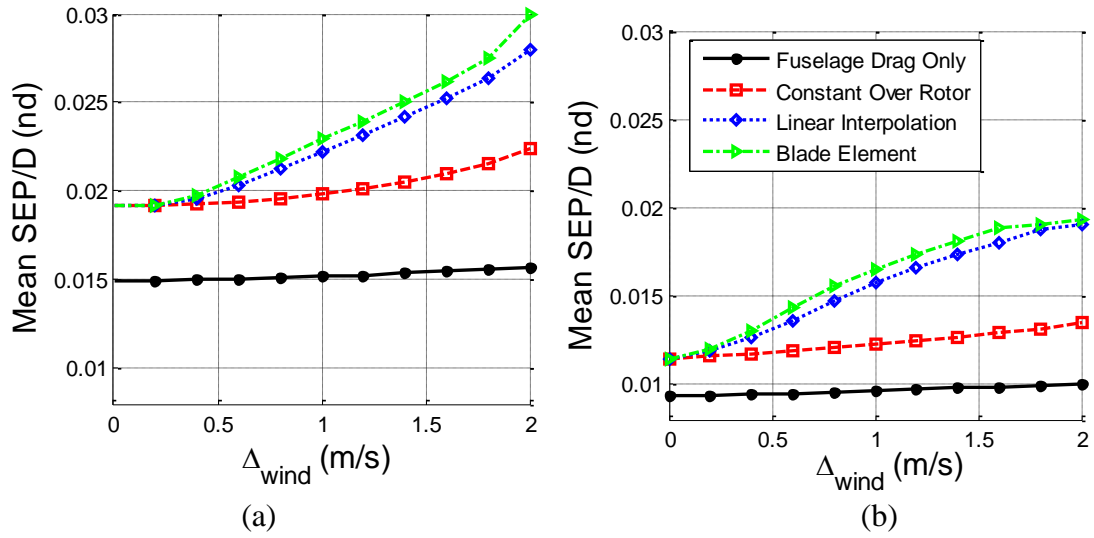 Mean SEP/D (nd)
0.03
0.025
0.02
0.015
0.01
0
0.5
1
1.5
2
Δwind (m/s)
(a)
Mean SEP/D (nd)
0.03
0.025
0.02
0.015
0.01
0
0.5
1
1.5
2
Δwind (m/s)
Fuselage Drag Only
Constant Over Rotor
Linear Interpolation
Blade Element
(b)